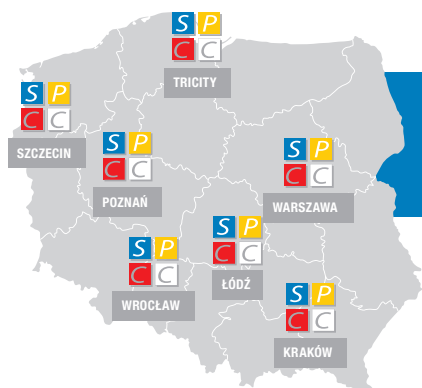 S P
C C
TRICITY
S P
C C
SZCZECIN
S P
C C
POZNAŃ
S P
C C
WARSZAWA
S P
C C
ŁÓDŹ
S P
C C
WROCŁAW
S P
C C
KRAKÓW